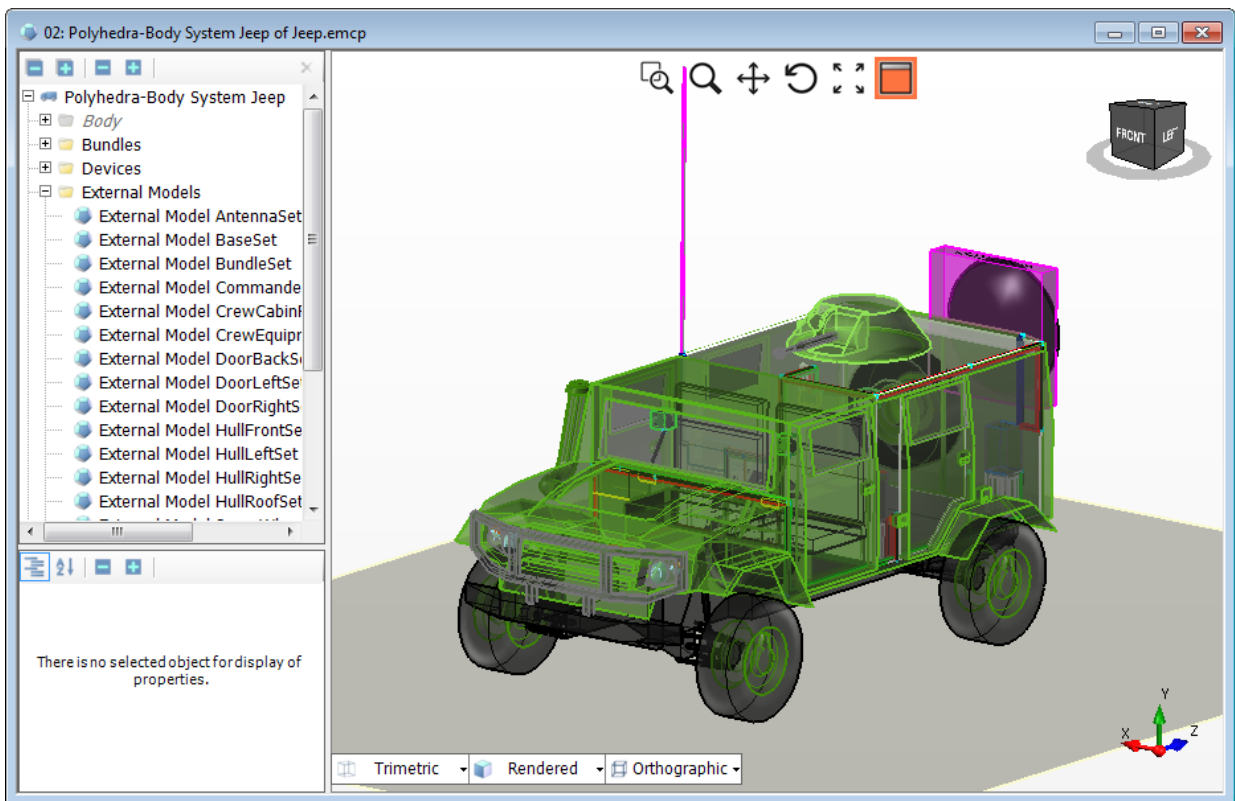 02: Polyhedra-Body System Jeep of Jeep.emcp
Polyhedra-Body System Jeep
Body
Bundles
Devices
External Models
External Model AntennaSet
External Model BaseSet
External Model BundleSet
External Model Commande
External Model CrewCabin
External Model CrewEquip
External Model DoorBackS
External Model DoorLeftSe
External Model DoorRightS
External Model HullFrontSe
External Model HullLeftSet
External Model HullRightSe
External Model HullRoofSet
There is no selected object for display of
properties.
FRONT LEF
Y
X Z
Trimetric Rendered Orthographic